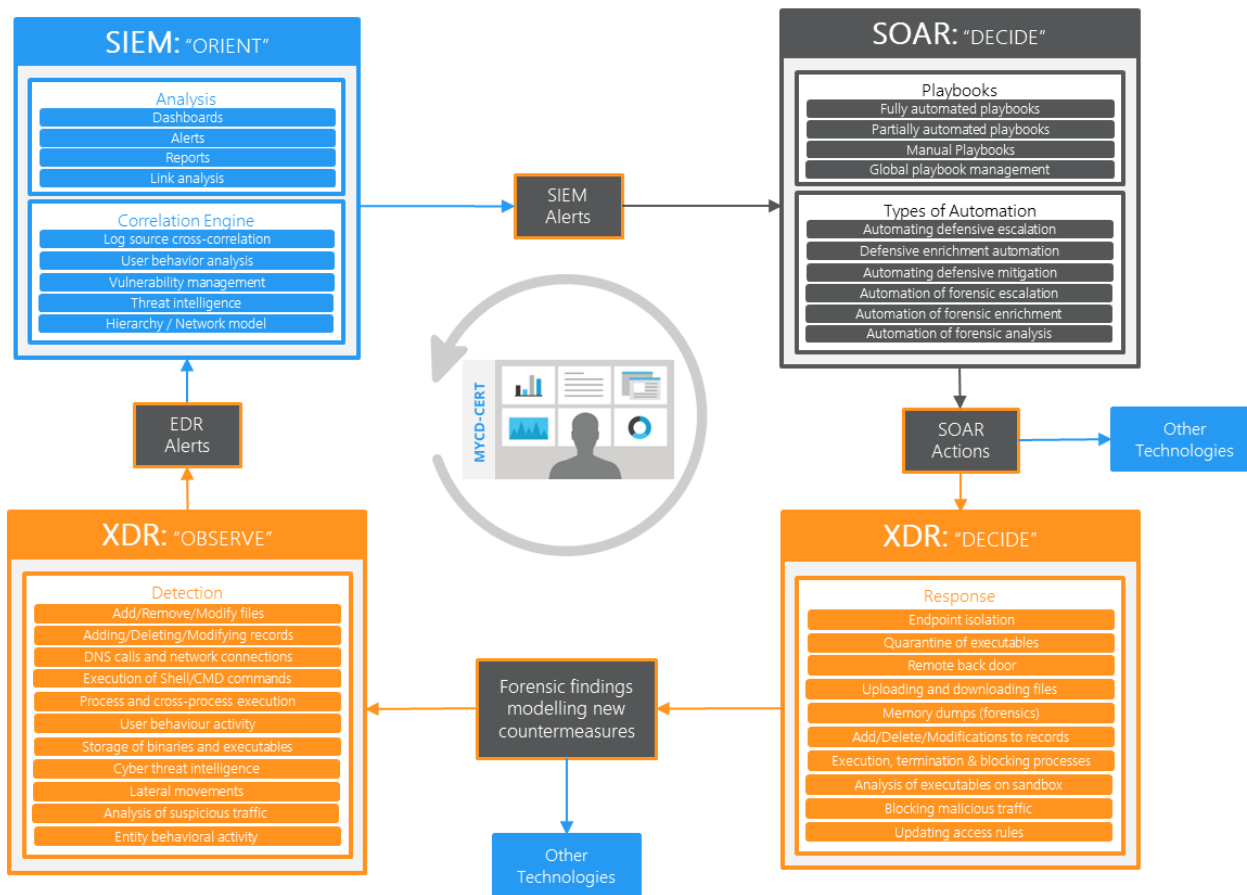 SIEM: "ORIENT"
Analysis
Dashboards
Alerts
Reports
Link analysis
Correlation Engine
Log source cross-correlation
User behavior analysis
Vulnerability management
Threat intelligence
Hierarchy / Network model
SIEM
Alerts
SOAR: "DECIDE"
Playbooks
Fully automated playbooks
Partially automated playbooks
Manual Playbooks
Global playbook management
Types of Automation
Automating defensive escalation
Defensive enrichment automation
Automating defensive mitigation
Automation of forensic escalation
Automation of forensic enrichment
Automation of forensic analysis
MYCD-CERT
EDR
Alerts
SOAR
Actions
Other
Technologies
XDR: "OBSERVE"
Detection
Add/Remove/Modify files
Adding/Deleting/Modifying records
DNS calls and network connections
Execution of Shell/CMD commands
Process and cross-process execution
User behaviour activity
Storage of binaries and executables
Cyber threat intelligence
Lateral movements
Analysis of suspicious traffic
Entity behavioral activity
Forensic findings
modelling new
countermeasures
Other
Technologies
XDR: "DECIDE"
Response
Endpoint isolation
Quarantine of executables
Remote back door
Uploading and downloading files
Memory dumps (forensics)
Add/Delete/Modifications to records
Execution, termination & blocking processes
Analysis of executables on sandbox
Blocking malicious traffic
Updating access rules